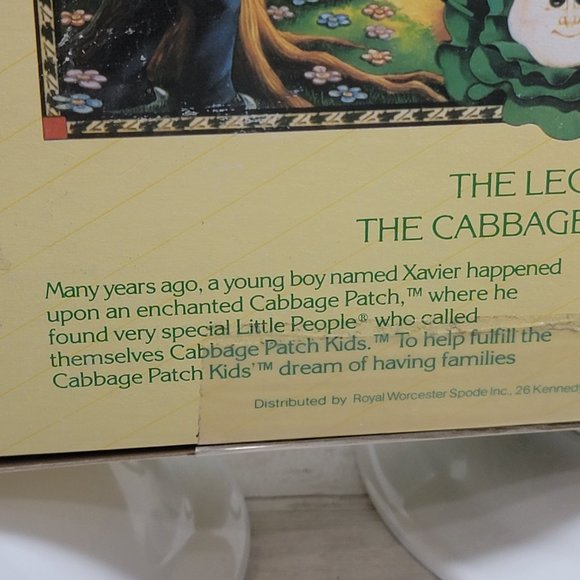 THE LEG
THE CABBAGE
Many years ago, a young boy named Xavier happened
upon an enchanted Cabbage Patch,™ where he
found very special Little People® who called
themselves Cabbage Patch Kids.™ To help fulfill the
Cabbage Patch Kids'™ dream of having families
Distributed by Royal Worcester Spode Inc., 26 Kennedy